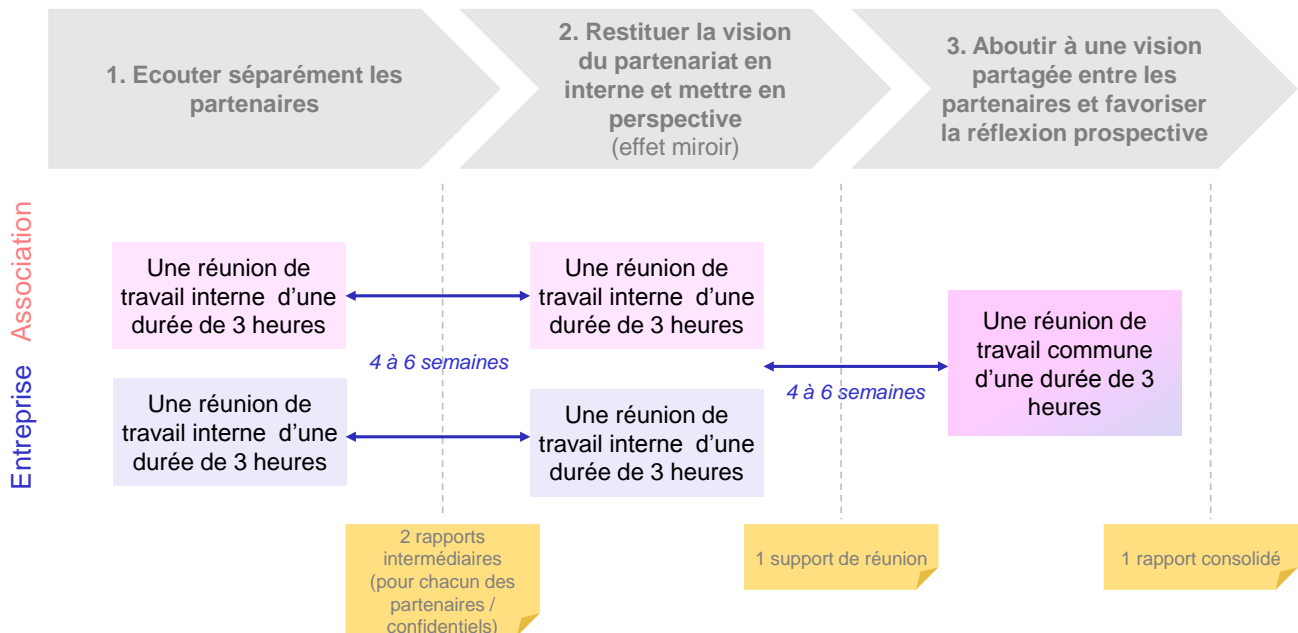 1. Ecouter séparément les
partenaires
2. Restituer la vision
du partenariat en
interne et mettre en
perspective
(effet miroir)
3. Aboutir à une vision
partagée entre les
partenaires et favoriser
la réflexion prospective
Association
Une réunion de
travail interne d’une
durée de 3 heures
Une réunion de
travail interne d’une
durée de 3 heures
4 à 6 semaines
Entreprise
Une réunion de
travail interne d’une
durée de 3 heures
Une réunion de
travail interne d’une
durée de 3 heures
4 à 6 semaines
Une réunion de
travail commune
d’une durée de 3
heures
2 rapports
intermédiaires
(pour chacun des
partenaires /
confidentiels)
1 support de réunion
1 rapport consolidé